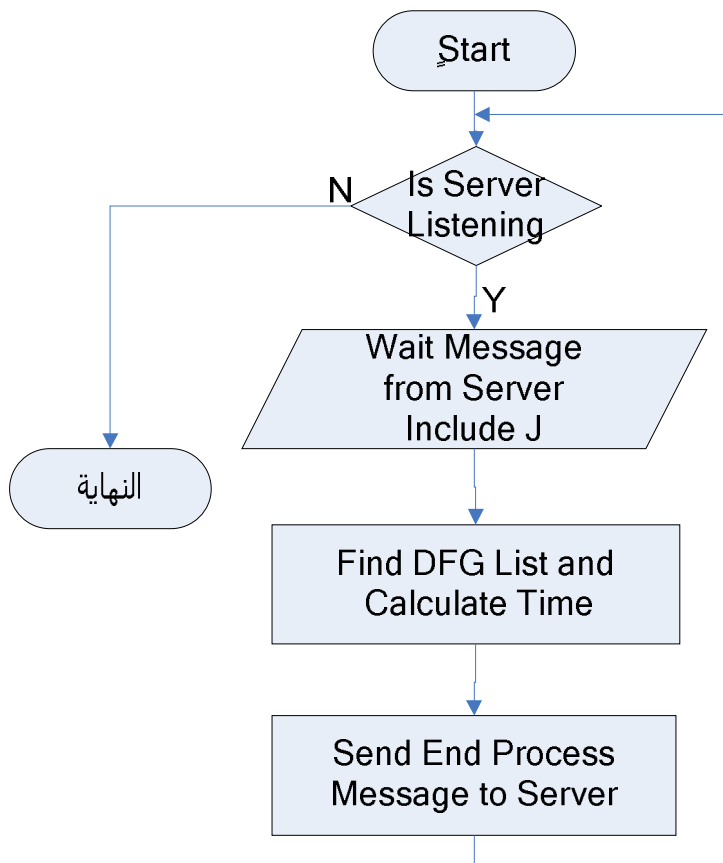 Start
Is Server
Listening
N
Y
Wait Message
from Server
Include J
النهاية
Find DFG List and
Calculate Time
Send End Process
Message to Server